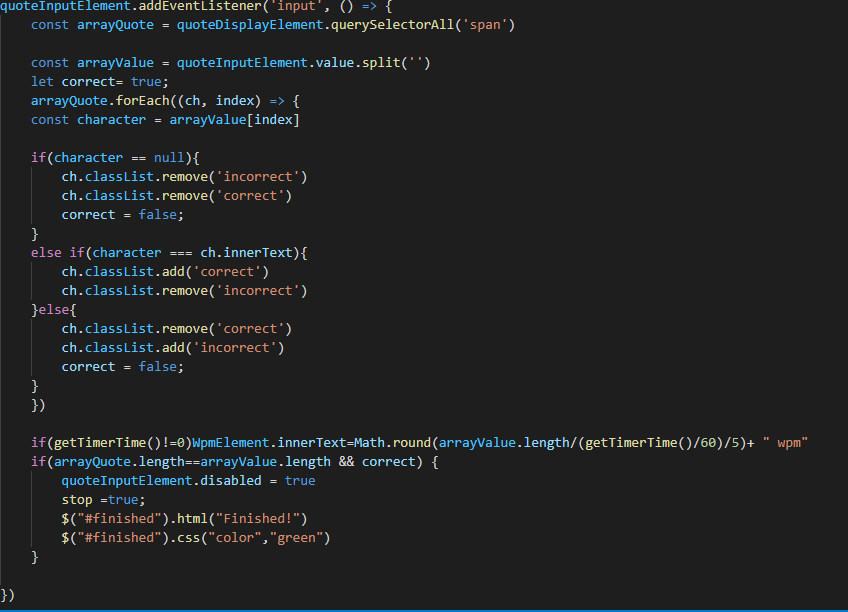 quoteInputElement.addEventListener('input', () => {
    const arrayQuote = quoteDisplayElement.querySelectorAll('span')
    const arrayValue = quoteInputElement.value.split('')
    let correct= true;
    arrayQuote.forEach((ch, index) => {
    const character = arrayValue[index]
    if(character == null){
        ch.classList.remove('incorrect')
        ch.classList.remove('correct')
        correct = false;
    }
    else if(character === ch.innerText){
        ch.classList.add('correct')
        ch.classList.remove('incorrect')
    }else{
        ch.classList.remove('correct')
        ch.classList.add('incorrect')
        correct = false;
    }
    })
    if(getTimerTime()!=0)WpmElement.innerText=Math.round(arrayValue.length/(getTimerTime()/60)/5)+ " wpm"
    if(arrayQuote.length==arrayValue.length && correct) {
        quoteInputElement.disabled = true
        stop =true;
        $("#finished").html("Finished!")
        $("#finished").css("color","green")
    }
})